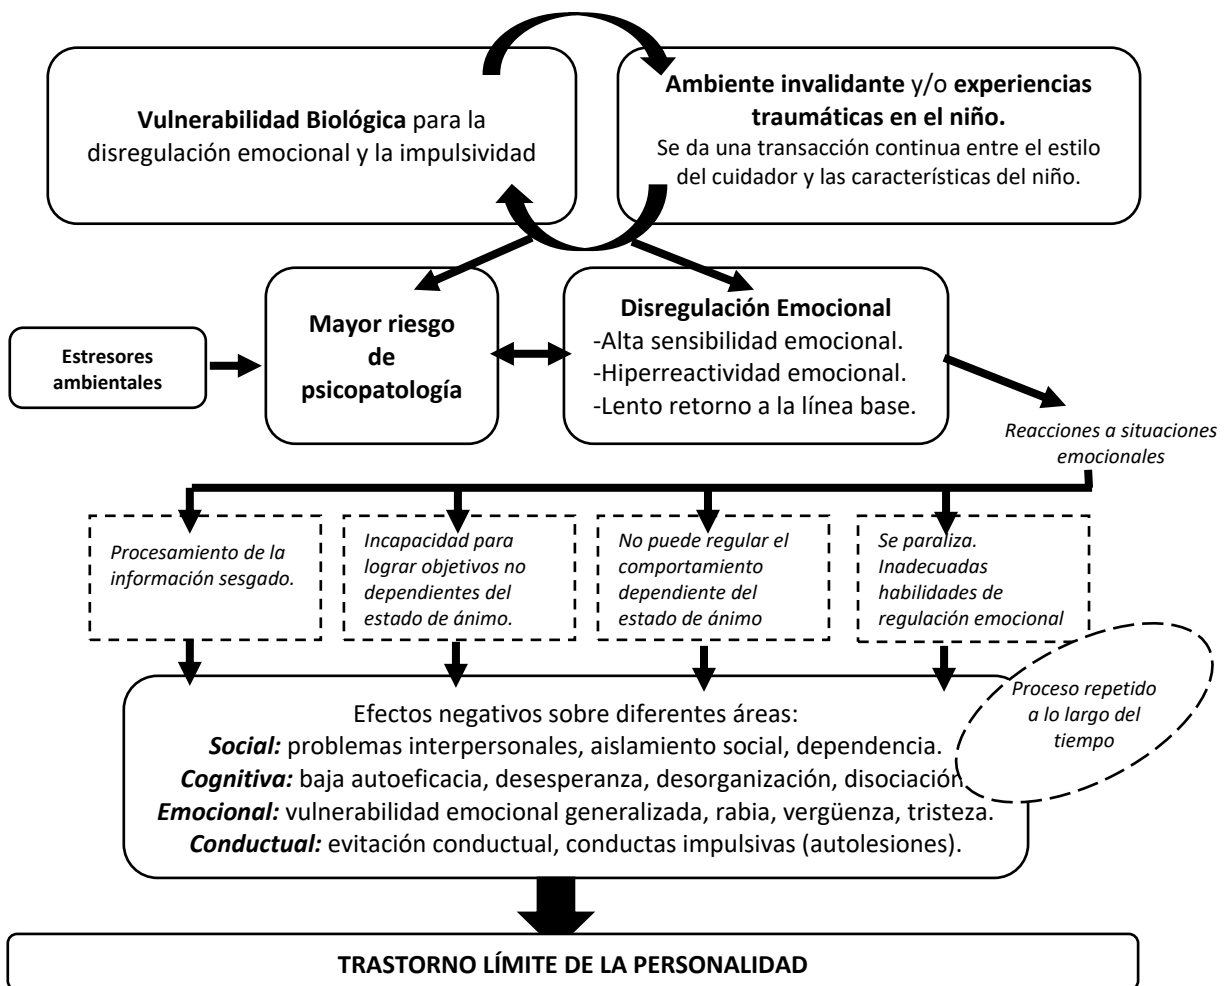 Vulnerabilidad Biológica para la
disregulación emocional y la impulsividad
Ambiente invalidante y/o experiencias
traumáticas en el niño.
Se da una transacción continua entre el estilo
del cuidador y las características del niño.
Estresores
ambientales
Mayor riesgo
de
psicopatología
Disregulación Emocional
-Alta sensibilidad emocional.
-Hiperreactividad emocional.
-Lento retorno a la línea base.
Reacciones a situaciones
emocionales
Procesamiento de la
información sesgado.
Incapacidad para
lograr objetivos no
dependientes del
estado de ánimo.
No puede regular el
comportamiento
dependiente del
estado de ánimo
Se paraliza.
Inadecuadas
habilidades de
regulación emocional
Proceso repetido
a lo largo del
tiempo
Efectos negativos sobre diferentes áreas:
Social: problemas interpersonales, aislamiento social, dependencia.
Cognitiva: baja autoeficacia, desesperanza, desorganización, disociación
Emocional: vulnerabilidad emocional generalizada, rabia, vergüenza, tristeza.
Conductual: evitación conductual, conductas impulsivas (autolesiones).
TRASTORNO LÍMITE DE LA PERSONALIDAD